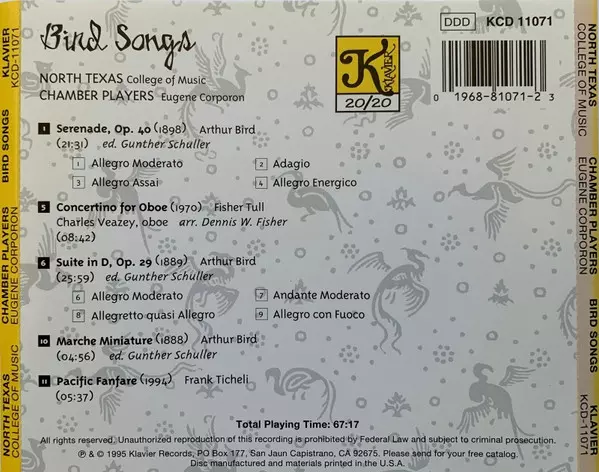 Bird Songs
NORTH TEXAS College of Music
CHAMBER PLAYERS Eugene Corporon
K
KLAVIER
20/20
DDD KCD 11071
0 1968-81071-2 3
1 Serenade, Op. 40 (1898) Arthur Bird
(21:31) ed. Gunther Schuller
1 Allegro Moderato 2 Adagio
3 Allegro Assai 4 Allegro Energico
5 Concertino for Oboe (1970) Fisher Tull
Charles Veazey, oboe arr. Dennis W. Fisher
(08:42)
6 Suite in D, Op. 29 (1889) Arthur Bird
(25:59) ed. Gunther Schuller
6 Allegro Moderato 7 Andante Moderato
8 Allegretto quasi Allegro 9 Allegro con Fuoco
10 Marche Miniature (1888) Arthur Bird
(04:56) ed. Gunther Schuller
11 Pacific Fanfare (1994) Frank Ticheli
(05:37)
Total Playing Time: 67:17
All rights reserved. Unauthorized reproduction of this recording is prohibited by Federal Law and subject to criminal prosecution.
℗ & © 1995 Klavier Records, PO Box 177, San Jaun Capistrano, CA 92675. Please send for your free catalog.
Disc manufactured and materials printed in the U.S.A.
NORTH TEXAS
COLLEGE OF MUSIC
CHAMBER PLAYERS
EUGENE CORPORON
BIRD SONGS
KLAVIER
KCD-11071
NORTH TEXAS
COLLEGE OF MUSIC
CHAMBER PLAYERS
EUGENE CORPORON
BIRD SONGS
KLAVIER
KCD-11071